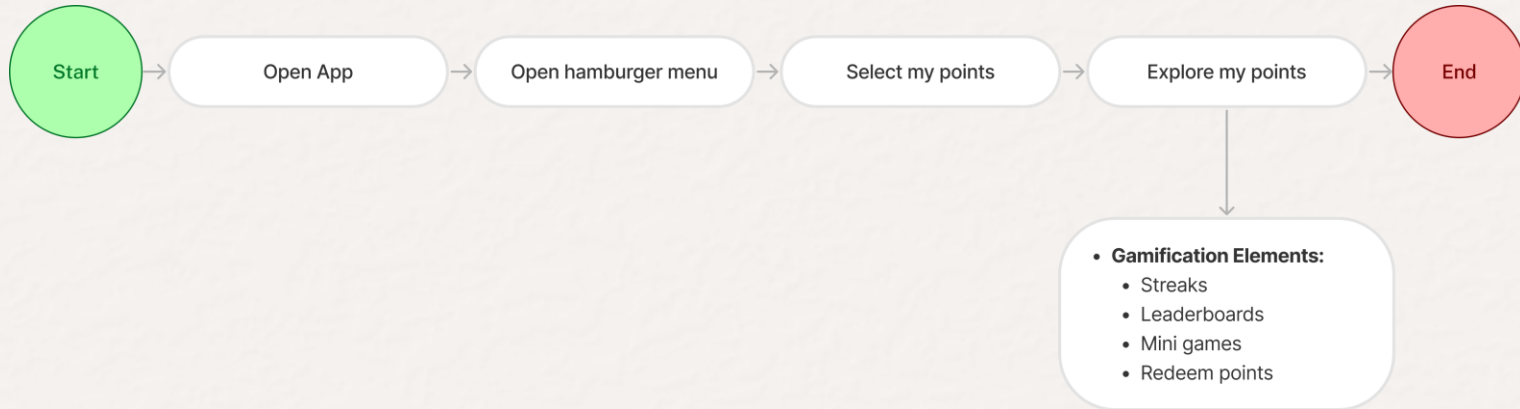 Start
Open App
Open hamburger menu
Select my points
Explore my points
End
• Gamification Elements:
• Streaks
• Leaderboards
• Mini games
• Redeem points